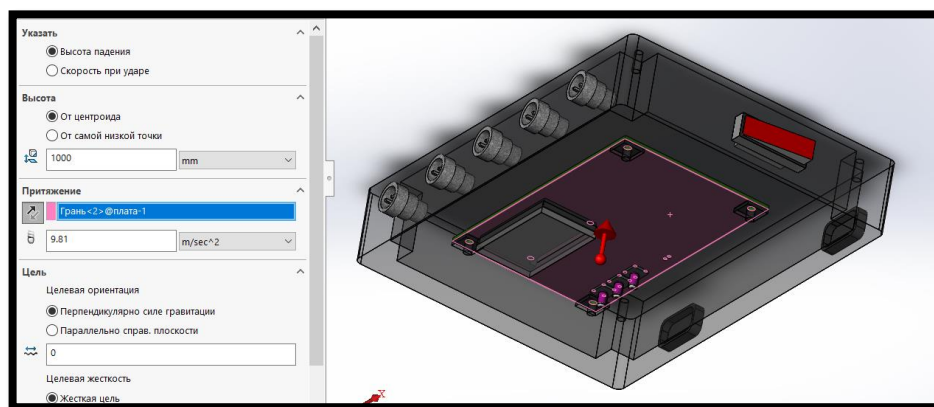 Указать
Высота падения
Скорость при ударе
Высота
От центроида
От самой низкой точки
1000 mm
Притяжение
Грань<2>@плата-1
9.81 m/sec^2
Цель
Целевая ориентация
Перпендикулярно силе гравитации
Параллельно справ. плоскости
0
Целевая жесткость
Жесткая цель
X